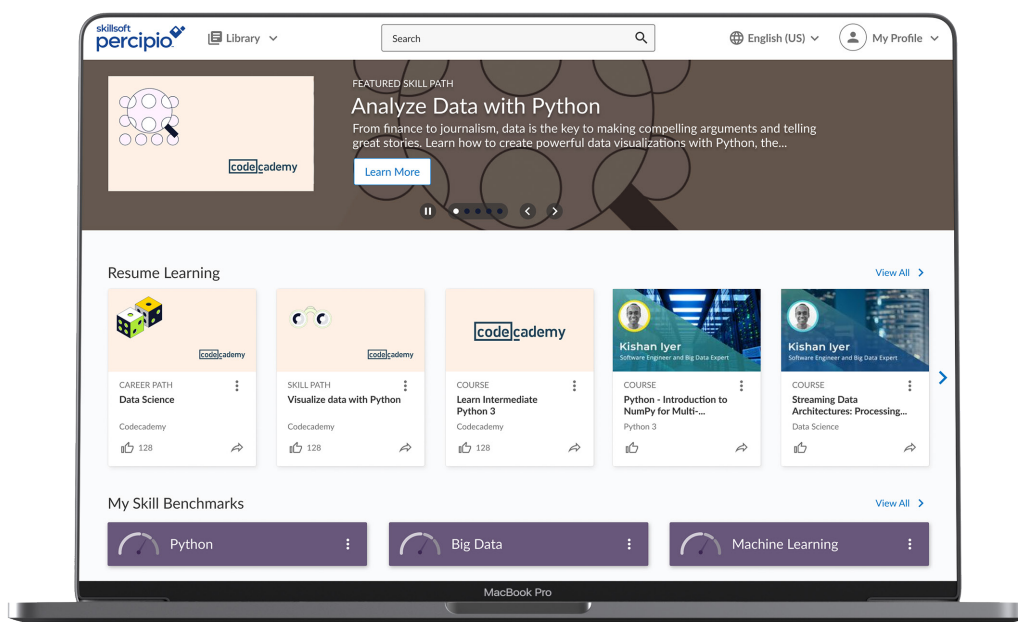 skillsoft
percipio
Library
Search
English (US)
My Profile
FEATURED SKILL PATH
Analyze Data with Python
From finance to journalism, data is the key to making compelling arguments and telling
great stories. Learn how to create powerful data visualizations with Python, the...
Learn More
codecademy
Resume Learning
View All
codecademy
CAREER PATH
Data Science
Codecademy
128
codecademy
SKILL PATH
Visualize data with Python
Codecademy
128
codecademy
COURSE
Learn Intermediate
Python 3
Codecademy
128
Kishan Iyer
Software Engineer and Big Data Expert
COURSE
Python - Introduction to
NumPy for Multi-...
Python 3
Kishan Iyer
Software Engineer and Big Data Expert
COURSE
Streaming Data
Architectures: Processing...
Data Science
My Skill Benchmarks
View All
Python
Big Data
Machine Learning
MacBook Pro